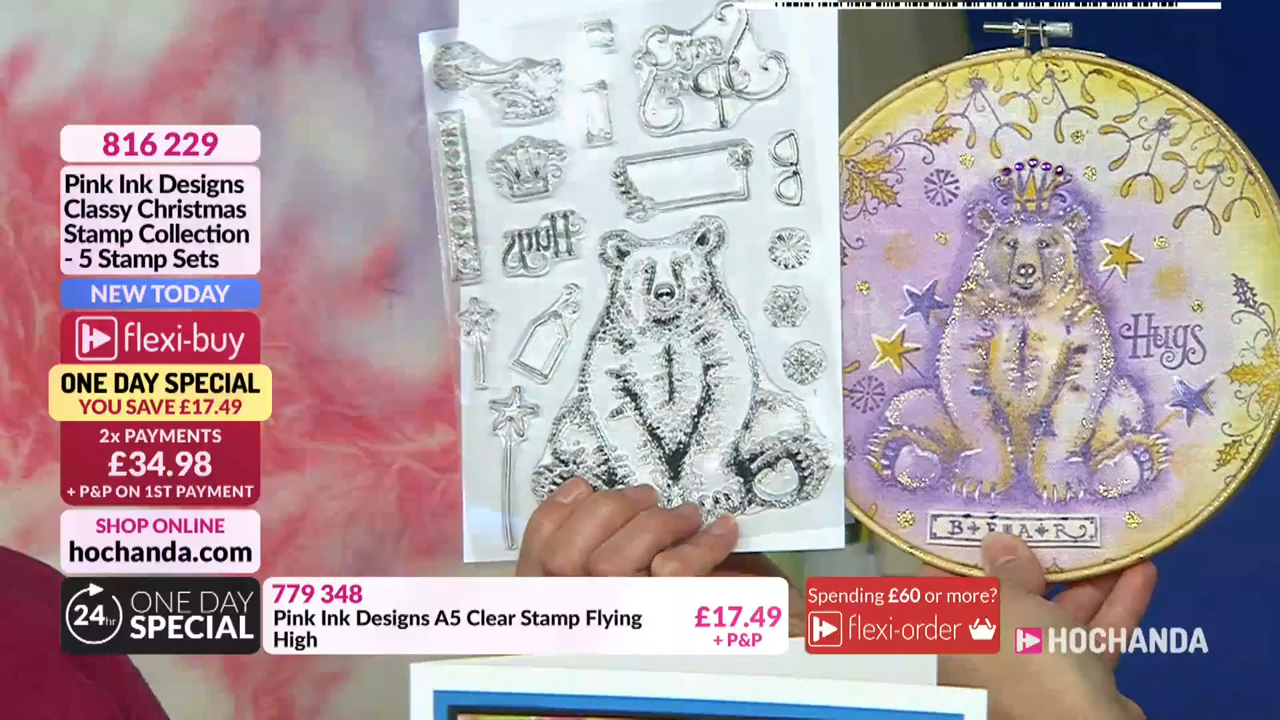 816 229
Pink Ink Designs
Classy Christmas
Stamp Collection
- 5 Stamp Sets
NEW TODAY
flexi-buy
ONE DAY SPECIAL
YOU SAVE £17.49
2x PAYMENTS
£34.98
+ P&P ON 1ST PAYMENT
SHOP ONLINE
hochanda.com
24hr
ONE DAY
SPECIAL
779 348
Pink Ink Designs A5 Clear Stamp Flying
High
£17.49
+ P&P
Spending £60 or more?
flexi-order
HOCHANDA
Hugs
Hugs
BEAR